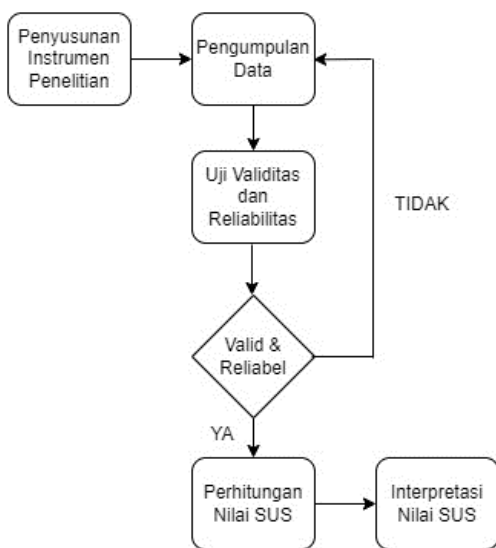 Penyusunan
Instrumen
Penelitian
Pengumpulan
Data
Uji Validitas
dan
Reliabilitas
TIDAK
Valid &
Reliabel
YA
Perhitungan
Nilai SUS
Interpretasi
Nilai SUS